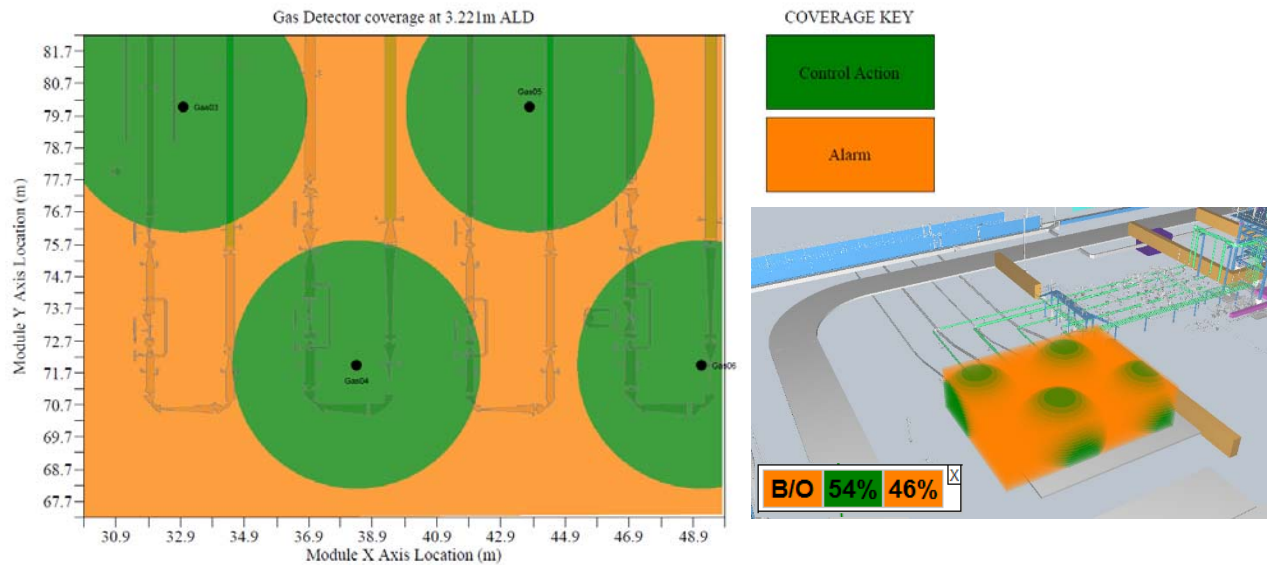 Gas Detector coverage at 3.221m ALD
COVERAGE KEY
Control Action
Alarm
Module Y Axis Location (m)
81.7
80.7
79.7
78.7
77.7
76.7
75.7
74.7
73.7
72.7
71.7
70.7
69.7
68.7
67.7
Gas03
Gas05
Gas04
Gas06
30.9 32.9 34.9 36.9 38.9 40.9 42.9 44.9 46.9 48.9
Module X Axis Location (m)
B/O 54% 46% X